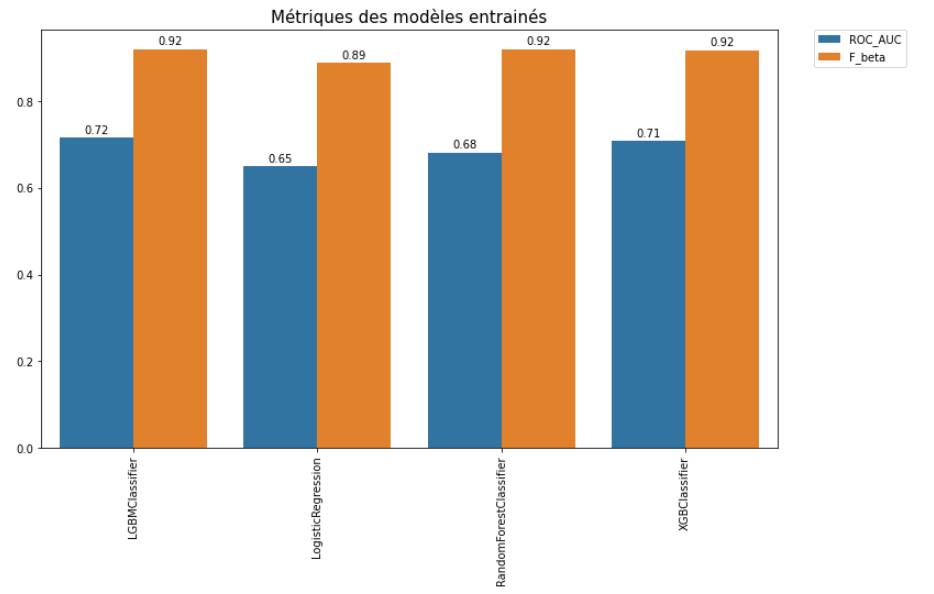 Métriques des modèles entrainés
ROC_AUC
F_beta
0.92
0.89
0.92
0.92
0.72
0.65
0.68
0.71
0.8
0.6
0.4
0.2
0.0
LGBMClassifier
LogisticRegression
RandomForestClassifier
XGBClassifier